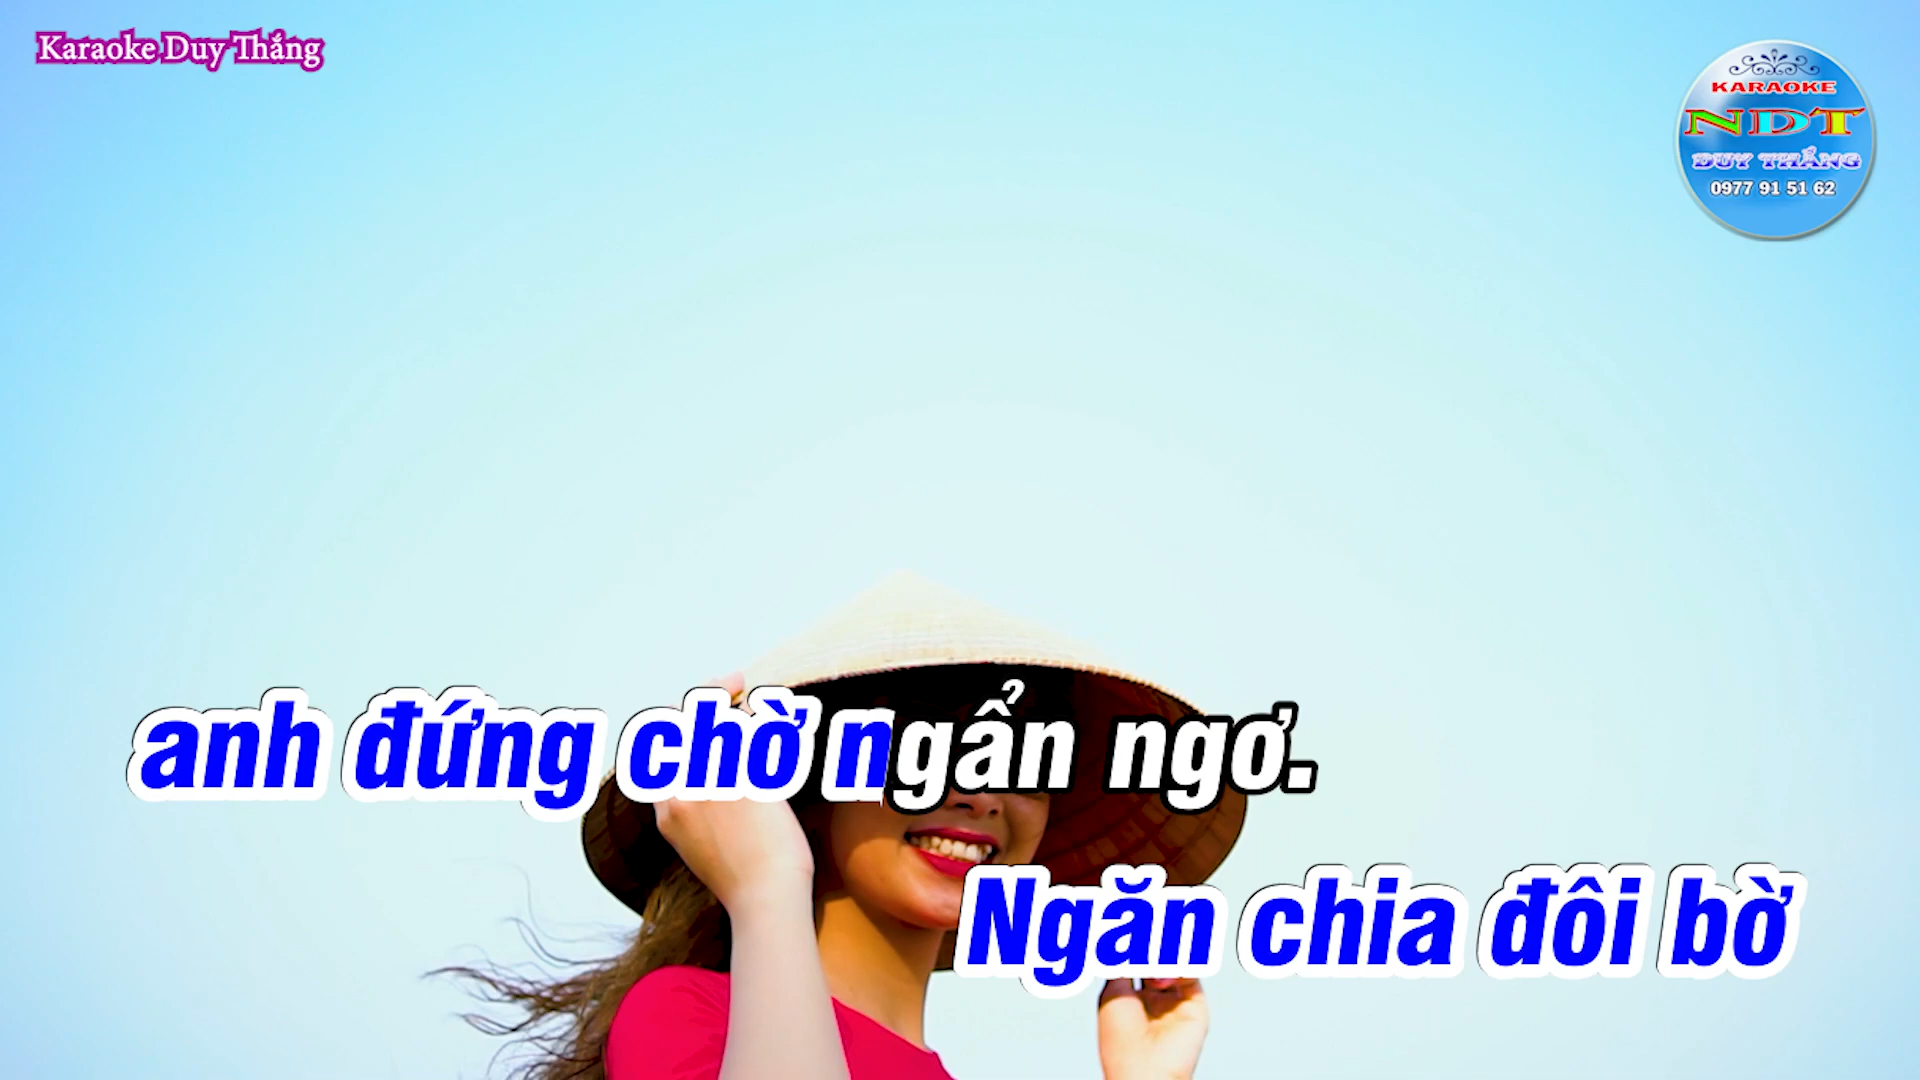 Karaoke Duy Thắng
KARAOKE
NDT
DUY THẮNG
0977 91 51 62
anh đứng chờ ngẩn ngơ.
Ngăn chia đôi bờ